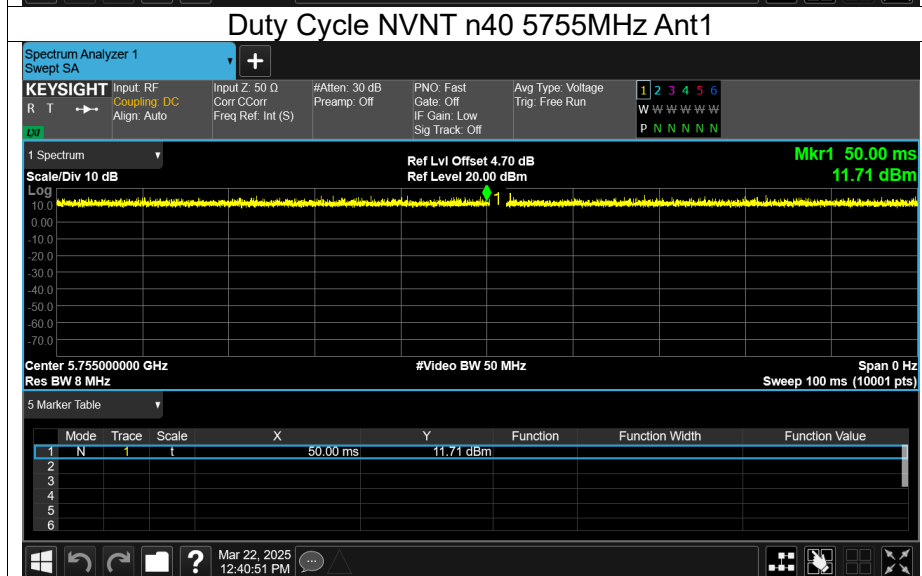 Duty Cycle NVNT n40 5755MHz Ant1
Spectrum Analyzer 1
Swept SA
+
KEYSIGHT Input: RF Input Z: 50 Ω #Atten: 30 dB PNO: Fast Avg Type: Voltage 1 2 3 4 5 6
R T Coupling: DC Corr CCorr Preamp: Off Gate: Off Trig: Free Run W W W W W W
Align: Auto Freq Ref: Int (S) IF Gain: Low
LXI Sig Track: Off P N N N N N
1 Spectrum Ref Lvl Offset 4.70 dB Mkr1 50.00 ms
Scale/Div 10 dB Ref Level 20.00 dBm 11.71 dBm
Log
10.0
1
0.00
-10.0
-20.0
-30.0
-40.0
-50.0
-60.0
-70.0
Center 5.755000000 GHz #Video BW 50 MHz Span 0 Hz
Res BW 8 MHz Sweep 100 ms (10001 pts)
5 Marker Table
Mode Trace Scale X Y Function Function Width Function Value
1 N 1 t 50.00 ms 11.71 dBm
2
3
4
5
6
? Mar 22, 2025
12:40:51 PM